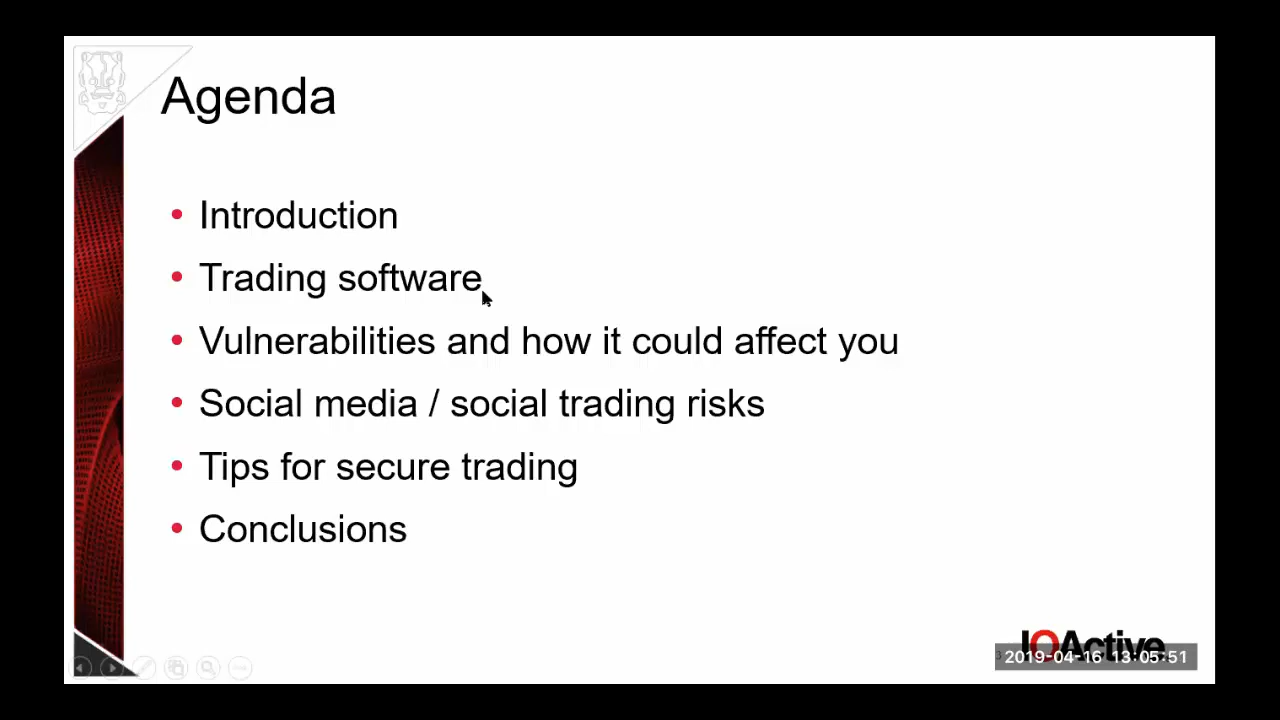 Agenda
• Introduction
• Trading software
• Vulnerabilities and how it could affect you
• Social media / social trading risks
• Tips for secure trading
• Conclusions
IOActive
3
2019-04-16 13:05:51